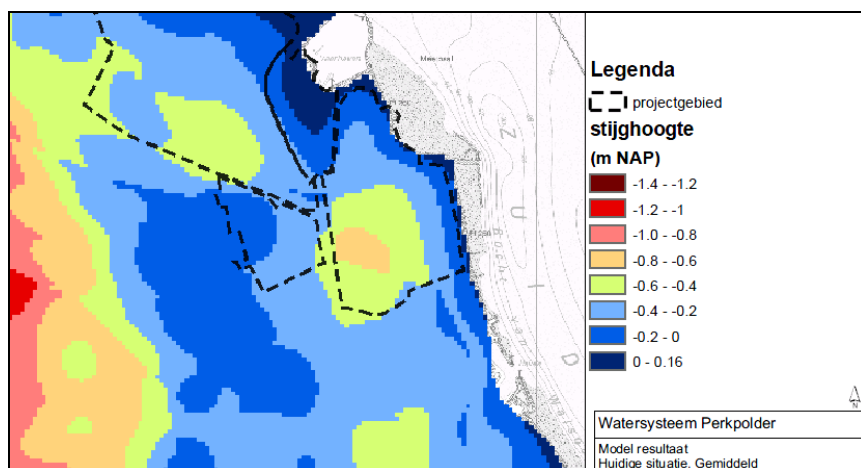 Legenda
projectgebied
stijghoogte
(m NAP)
-1.4 - -1.2
-1.2 - -1
-1.0 - -0.8
-0.8 - -0.6
-0.6 - -0.4
-0.4 - -0.2
-0.2 - 0
0 - 0.16
N
Watersysteem Perkpolder
Model resultaat
Huidige situatie, Gemiddeld
Z U I D